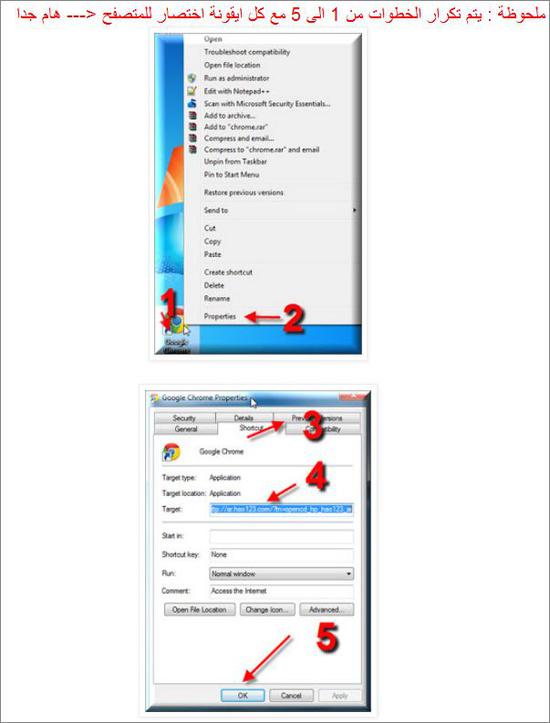 ملحوظة : يتم تكرار الخطوات من 1 الى 5 مع كل ايقونة اختصار للمتصفح <--- هام جدا
Open
Troubleshoot compatibility
Open file location
Run as administrator
Edit with Notepad++
Scan with Microsoft Security Essentials...
Add to archive...
Add to "chrome.rar"
Compress and email...
Compress to "chrome.rar" and email
Unpin from Taskbar
Pin to Start Menu
Restore previous versions
Send to
Cut
Copy
Paste
Create shortcut
Delete
Rename
1
Properties
2
Google
Chrome
Google Chrome Properties
Security Details Previous Versions
General Shortcut Compatibility
3
Google Chrome
4
Target type: Application
Target location: Application
Target: ttp://ar.hao123.com/?tn=opencd_hp_hao123_a
Start in:
Shortcut key: None
Run: Normal window
Comment: Access the Internet
Open File Location Change Icon... Advanced...
5
OK Cancel Apply